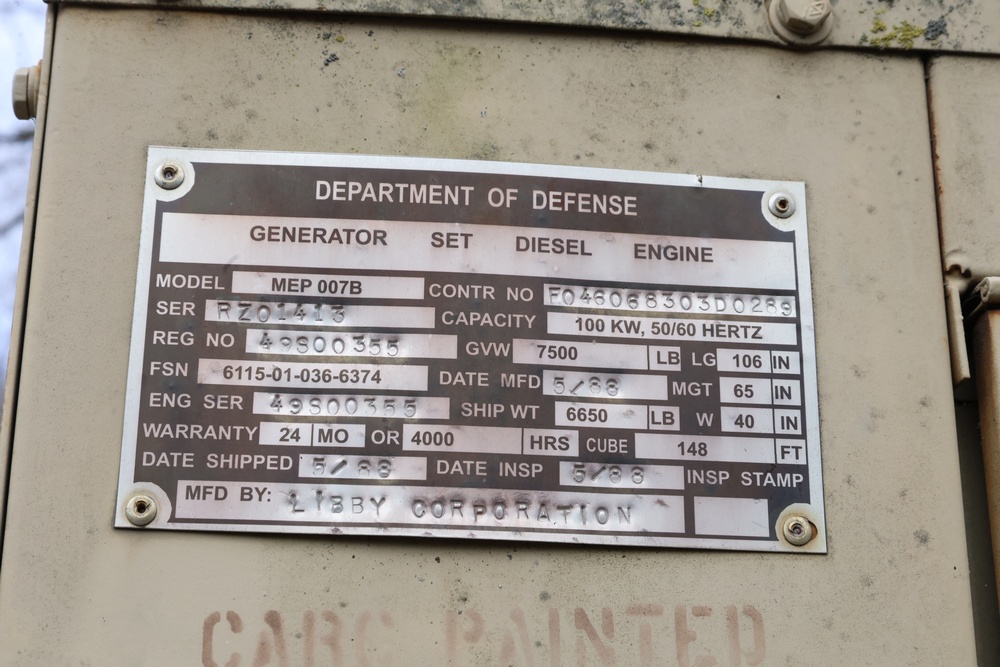 DEPARTMENT OF DEFENSE
GENERATOR SET DIESEL ENGINE
MODEL MEP 007B CONTR NO F046068303D0289
SER RZ01413 CAPACITY 100 KW, 50/60 HERTZ
REG NO 49S00355 GVW 7500 LB LG 106 IN
FSN 6115-01-036-6374 DATE MFD 5/88 MGT 65 IN
ENG SER 49S00355 SHIP WT 6650 LB W 40 IN
WARRANTY 24 MO OR 4000 HRS CUBE 148 FT
DATE SHIPPED 5/88 DATE INSP 5/88 INSP STAMP
MFD BY: LIBBY CORPORATION
CARC PAINTED